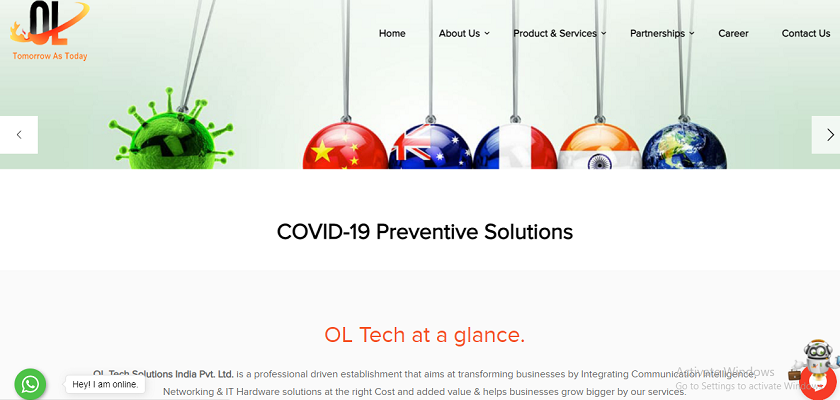 OL
Tomorrow As Today
Home About Us Product & Services Partnerships Career Contact Us
COVID-19 Preventive Solutions
OL Tech at a glance.
OL Tech Solutions India Pvt. Ltd. is a professional driven establishment that aims at transforming businesses by Integrating Communication Intelligence,
Networking & IT Hardware solutions at the right Cost and added value & helps businesses grow bigger by our services.
Hey! I am online.
Activate Windows
Go to Settings to activate Windows.